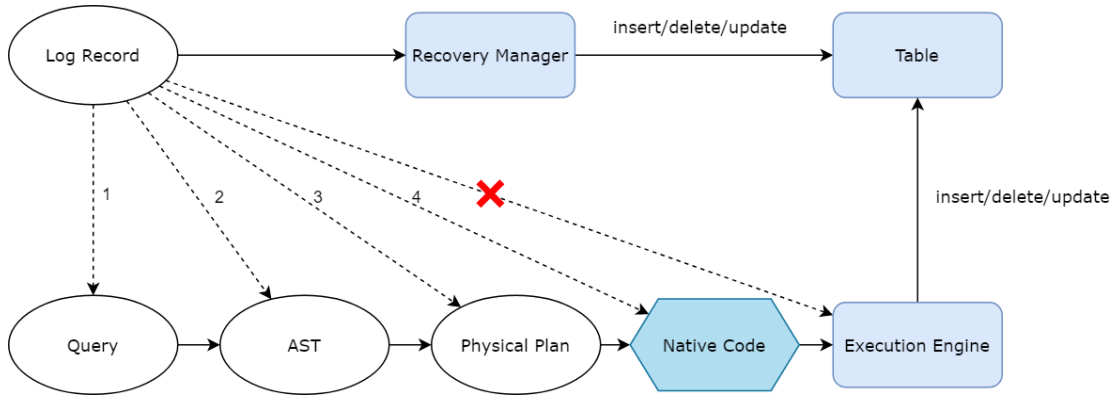 insert/delete/update
Log Record
Recovery Manager
Table
1
2
3
4
insert/delete/update
Query
AST
Physical Plan
Native Code
Execution Engine